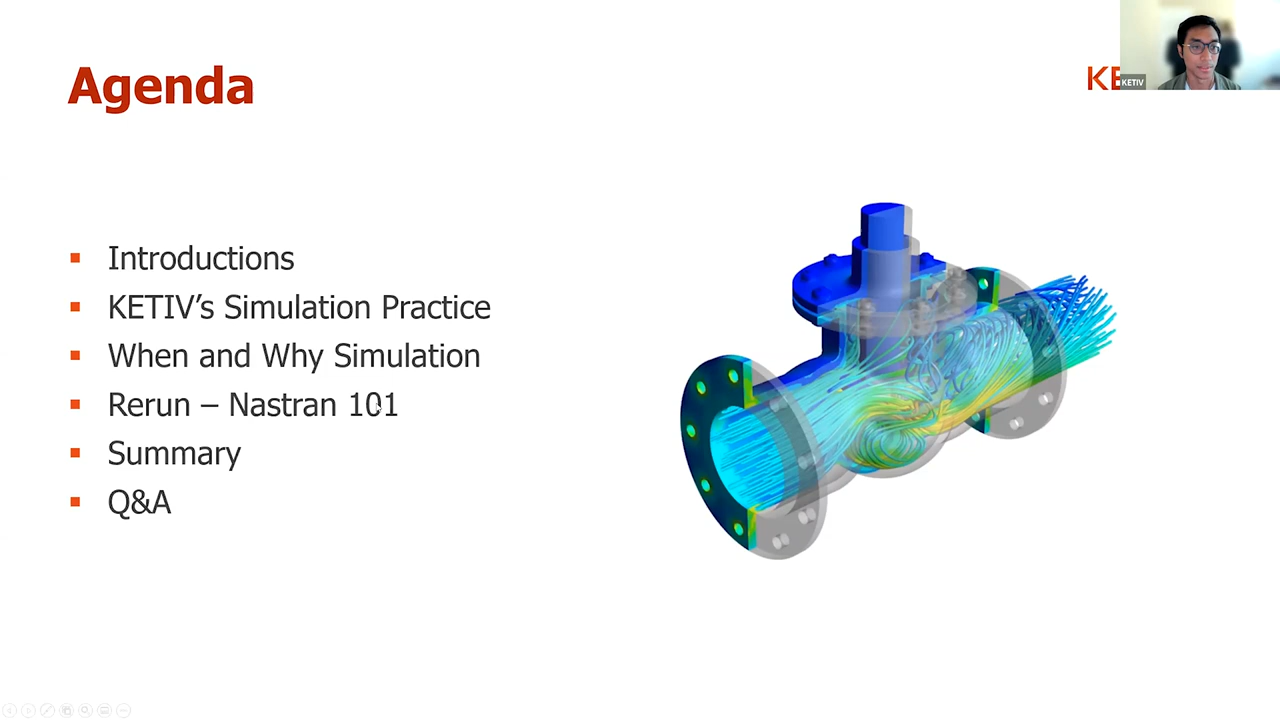 Agenda
KETIV
Introductions
KETIV’s Simulation Practice
When and Why Simulation
Rerun – Nastran 101
Summary
Q&A